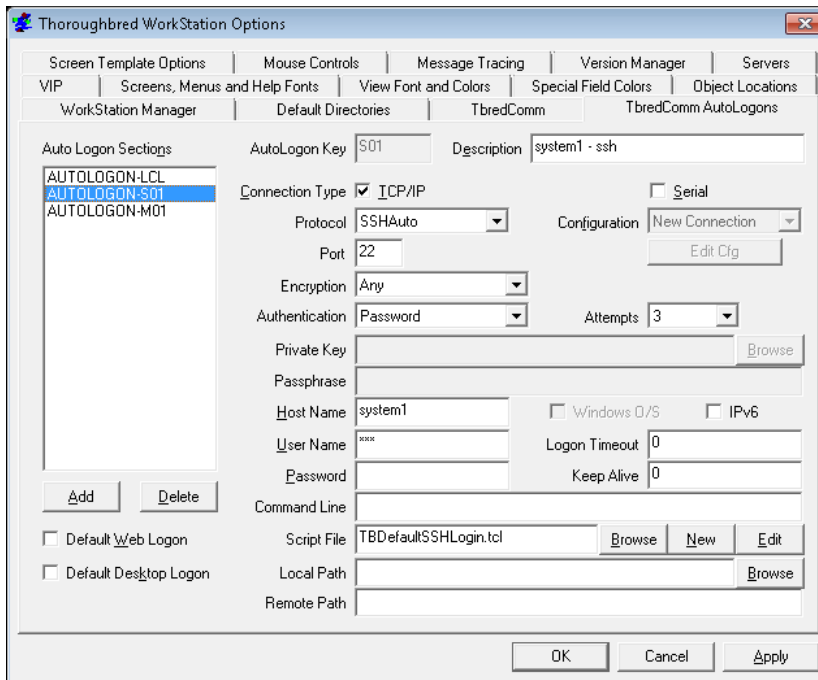 Thoroughbred WorkStation Options
Screen Template Options Mouse Controls Message Tracing Version Manager Servers
VIP Screens, Menus and Help Fonts View Font and Colors Special Field Colors Object Locations
WorkStation Manager Default Directories TbredComm TbredComm AutoLogons
Auto Logon Sections AutoLogon Key S01 Description system1 - ssh
AUTOLOGON-LCL
AUTOLOGON-S01
AUTOLOGON-M01
Connection Type TCP/IP Serial
Protocol SSHAuto Configuration New Connection
Port 22 Edit Cfg
Encryption Any
Authentication Password Attempts 3
Private Key Browse
Passphrase
Host Name system1 Windows O/S IPv6
User Name *** Logon Timeout 0
Password Keep Alive 0
Add Delete
Command Line
Default Web Logon Script File TBDefaultSSHLogin.tcl Browse New Edit
Default Desktop Logon Local Path Browse
Remote Path
OK Cancel Apply